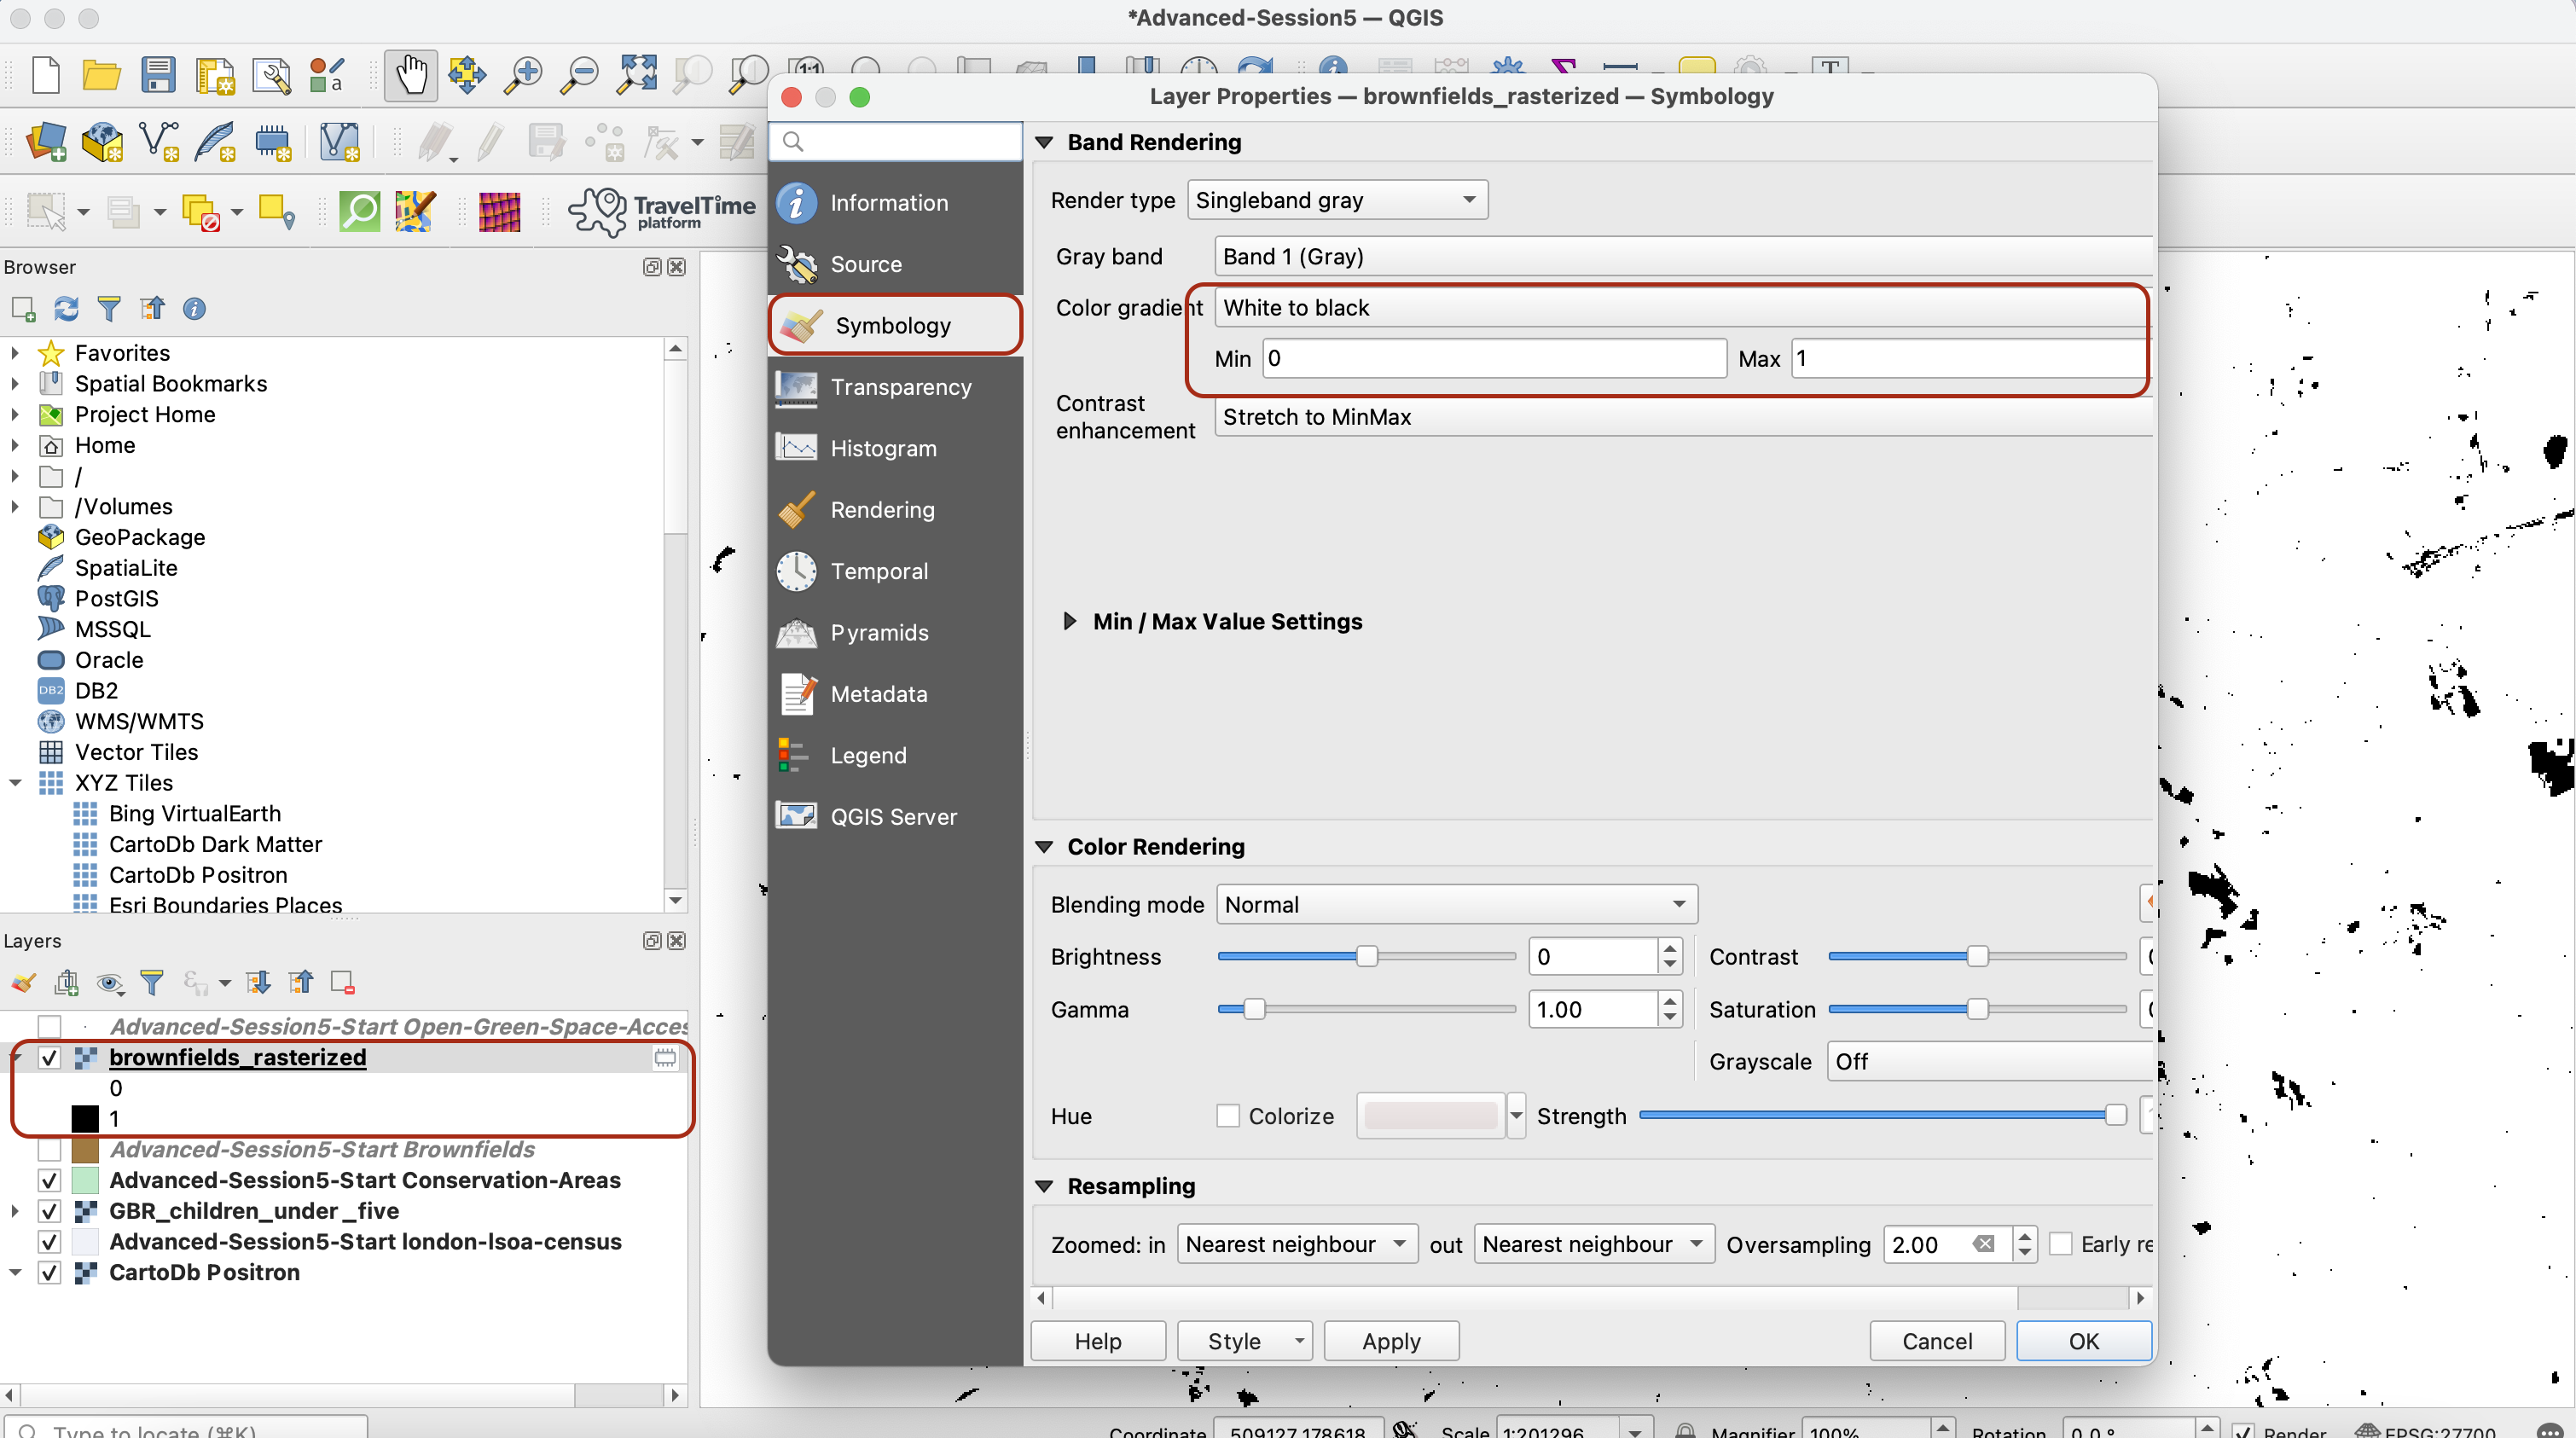 *Advanced-Session5 — QGIS
TravelTime
platform
Layer Properties — brownfields_rasterized — Symbology
Browser
Favorites
Spatial Bookmarks
Project Home
Home
/
/Volumes
GeoPackage
SpatiaLite
PostGIS
MSSQL
Oracle
DB2
DB2
WMS/WMTS
Vector Tiles
XYZ Tiles
Bing VirtualEarth
CartoDb Dark Matter
CartoDb Positron
Esri Boundaries Places
Layers
Advanced-Session5-Start Open-Green-Space-Acces
brownfields_rasterized
0
1
Advanced-Session5-Start Brownfields
Advanced-Session5-Start Conservation-Areas
GBR_children_under_five
Advanced-Session5-Start london-lsoa-census
CartoDb Positron
Information
Source
Symbology
Transparency
Histogram
Rendering
Temporal
Pyramids
Metadata
Legend
QGIS Server
Band Rendering
Render type Singleband gray
Gray band Band 1 (Gray)
Color gradient White to black
Min 0 Max 1
Contrast
enhancement Stretch to MinMax
Min / Max Value Settings
Color Rendering
Blending mode Normal
Brightness 0 Contrast
Gamma 1.00 Saturation
Grayscale Off
Hue Colorize Strength
Resampling
Zoomed: in Nearest neighbour out Nearest neighbour Oversampling 2.00 Early re
Help Style Apply Cancel OK
Type to locate (⌘K) Coordinate 509127,178618 Scale 1:201296 Magnifier 100% Rotation 0.0 ° Render EPSG:27700